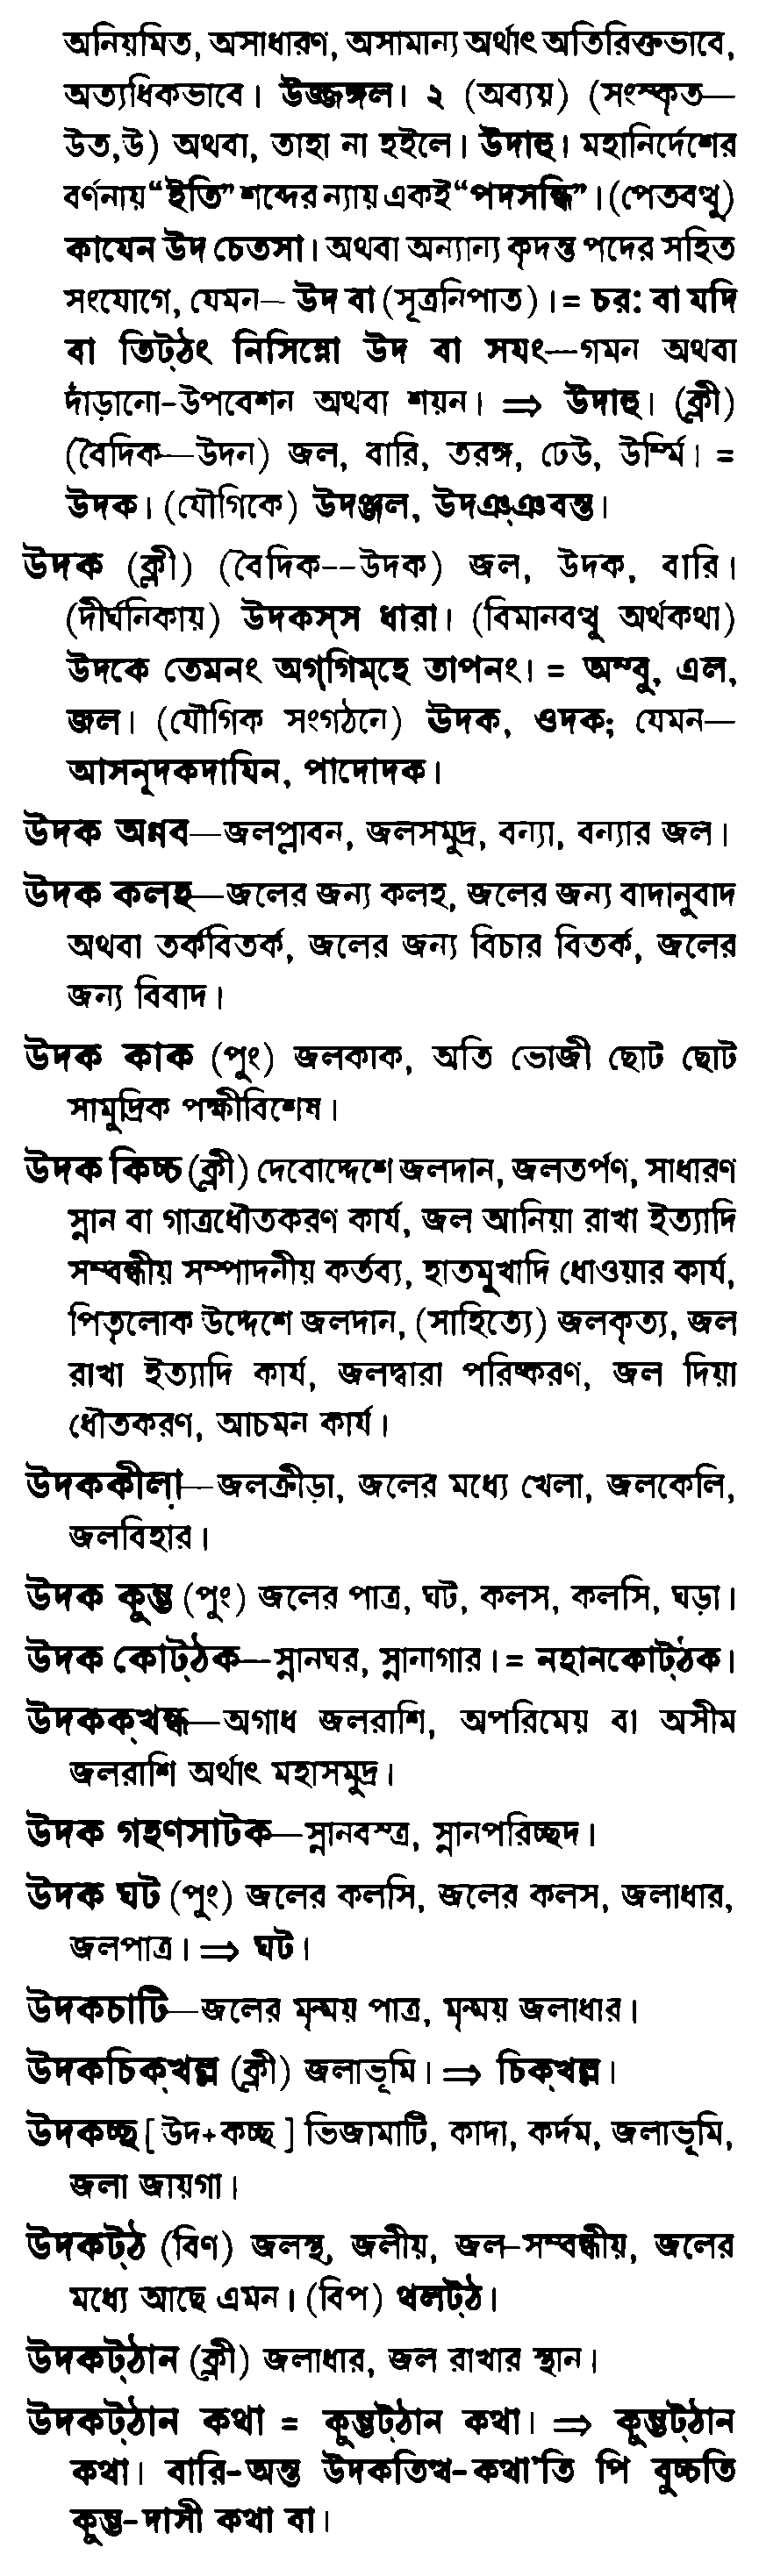 অনিয়মিত, অসাধারণ, অসামান্য অর্থাৎ অতিরিক্তভাবে,
অত্যধিকভাবে। উজ্জঙ্গল। ২ (অব্যয়) (সংস্কৃত—
উত,উ) অথবা, তাহা না হইলে। উদাহু। মহানির্দেশের
বর্ণনায় “ইতি” শব্দের ন্যায় একই “পদসন্ধি”। (পেতবত্থু)
কাযেন উদ চেতসা। অথবা অন্যান্য কৃদন্ত পদের সহিত
সংযোগে, যেমন– উদ বা (সূত্রনিপাত)। = চর: বা যদি
বা তিট্ঠং নিসিন্নো উদ বা সযং—গমন অথবা
দাঁড়ানো-উপবেশন অথবা শয়ন। ⇒ উদাহু। (ক্লী)
(বৈদিক—উদন) জল, বারি, তরঙ্গ, ঢেউ, উর্ম্মি। =
উদক। (যৌগিকে) উদঞ্জল, উদঞ্ঞবন্ত।
উদক (ক্লী) (বৈদিক--উদক) জল, উদক, বারি।
(দীর্ঘনিকায়) উদকস্স ধারা। (বিমানবত্থু অর্থকথা)
উদকে তেমনং অগ্গিম্হে তাপনং। = অম্বু, এল,
জল। (যৌগিক সংগঠনে) ঊদক, ওদক; যেমন—
আসনূদকদাযিন, পাদোদক।
উদক অণ্ণব—জলপ্লাবন, জলসমুদ্র, বন্যা, বন্যার জল।
উদক কলহ—জলের জন্য কলহ, জলের জন্য বাদানুবাদ
অথবা তর্কবিতর্ক, জলের জন্য বিচার বিতর্ক, জলের
জন্য বিবাদ।
উদক কাক (পুং) জলকাক, অতি ভোজী ছোট ছোট
সামুদ্রিক পক্ষীবিশেষ।
উদক কিচ্চ (ক্লী) দেবোদ্দেশে জলদান, জলতর্পণ, সাধারণ
স্নান বা গাত্রধৌতকরণ কার্য, জল আনিয়া রাখা ইত্যাদি
সম্বন্ধীয় সম্পাদনীয় কর্তব্য, হাতমুখাদি ধোওয়ার কার্য,
পিতৃলোক উদ্দেশে জলদান, (সাহিত্যে) জলকৃত্য, জল
রাখা ইত্যাদি কার্য, জলদ্বারা পরিষ্করণ, জল দিয়া
ধৌতকরণ, আচমন কার্য।
উদককীল়া—জলক্রীড়া, জলের মধ্যে খেলা, জলকেলি,
জলবিহার।
উদক কুম্ভ (পুং) জলের পাত্র, ঘট, কলস, কলসি, ঘড়া।
উদক কোট্ঠক—স্নানঘর, স্নানাগার। = নহানকোট্ঠক।
উদকক্খন্ধ—অগাধ জলরাশি, অপরিমেয় বা অসীম
জলরাশি অর্থাৎ মহাসমুদ্র।
উদক গহণসাটক—স্নানবস্ত্র, স্নানপরিচ্ছদ।
উদক ঘট (পুং) জলের কলসি, জলের কলস, জলাধার,
জলপাত্র। ⇒ ঘট।
উদকচাটি—জলের মৃন্ময় পাত্র, মৃন্ময় জলাধার।
উদকচিক্খল্ল (ক্লী) জলাভূমি। ⇒ চিক্খল্ল।
উদকচ্ছ [ উদ+কচ্ছ ] ভিজামাটি, কাদা, কর্দম, জলাভূমি,
জলা জায়গা।
উদকট্ঠ (বিণ) জলস্থ, জলীয়, জল-সম্বন্ধীয়, জলের
মধ্যে আছে এমন। (বিপ) থলট্ঠ।
উদকট্ঠান (ক্লী) জলাধার, জল রাখার স্থান।
উদকট্ঠান কথা = কুম্ভট্ঠান কথা। ⇒ কুম্ভট্ঠান
কথা। বারি-অন্ত উদকতিত্থ-কথা’তি পি বুচ্চতি
কুম্ভ-দাসী কথা বা।